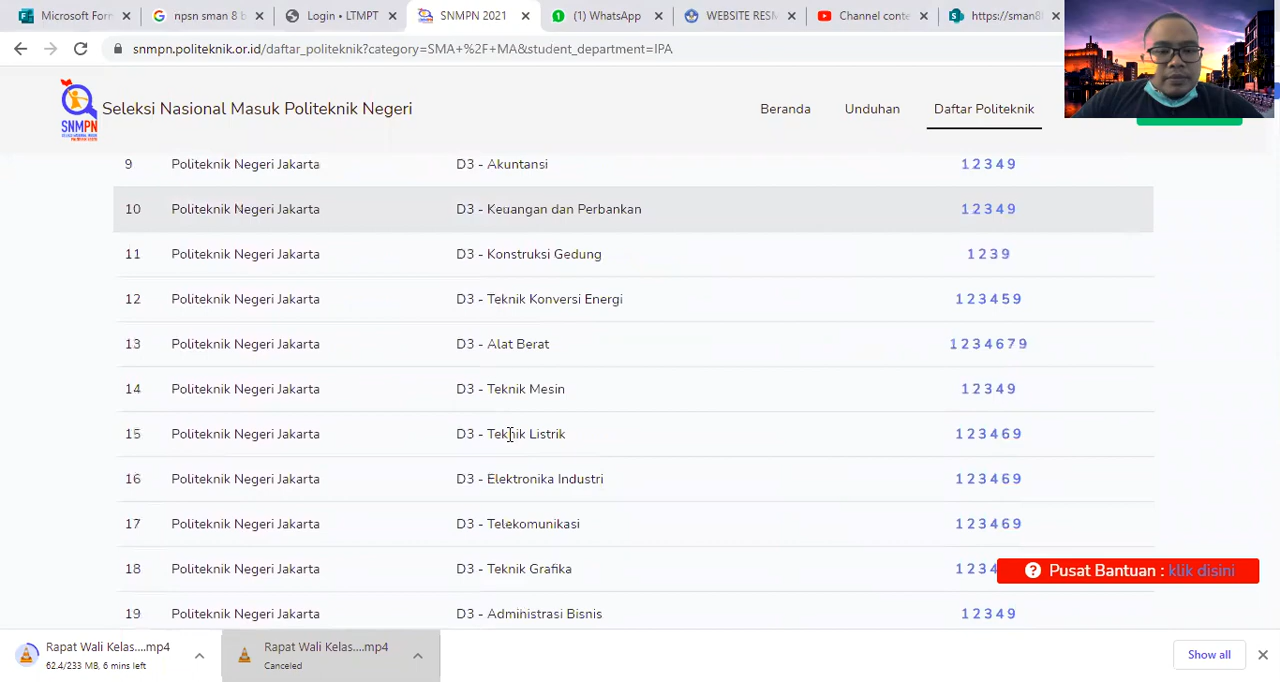 Microsoft Forr
npsn sman 8 b
Login • LTMPT
SNMPN 2021
(1) WhatsApp
WEBSITE RESM
Channel conte
https://sman8
snmpn.politeknik.or.id/daftar_politeknik?category=SMA+%2F+MA&student_department=IPA
SNMPN
Seleksi Nasional Masuk Politeknik Negeri
Beranda
Unduhan
Daftar Politeknik
9 Politeknik Negeri Jakarta D3 - Akuntansi 1 2 3 4 9
10 Politeknik Negeri Jakarta D3 - Keuangan dan Perbankan 1 2 3 4 9
11 Politeknik Negeri Jakarta D3 - Konstruksi Gedung 1 2 3 9
12 Politeknik Negeri Jakarta D3 - Teknik Konversi Energi 1 2 3 4 5 9
13 Politeknik Negeri Jakarta D3 - Alat Berat 1 2 3 4 6 7 9
14 Politeknik Negeri Jakarta D3 - Teknik Mesin 1 2 3 4 9
15 Politeknik Negeri Jakarta D3 - Teknik Listrik 1 2 3 4 6 9
16 Politeknik Negeri Jakarta D3 - Elektronika Industri 1 2 3 4 6 9
17 Politeknik Negeri Jakarta D3 - Telekomunikasi 1 2 3 4 6 9
18 Politeknik Negeri Jakarta D3 - Teknik Grafika 1 2 3 4
Pusat Bantuan : klik disini
19 Politeknik Negeri Jakarta D3 - Administrasi Bisnis 1 2 3 4 9
Rapat Wali Kelas....mp4
62.4/233 MB, 6 mins left
Rapat Wali Kelas....mp4
Canceled
Show all